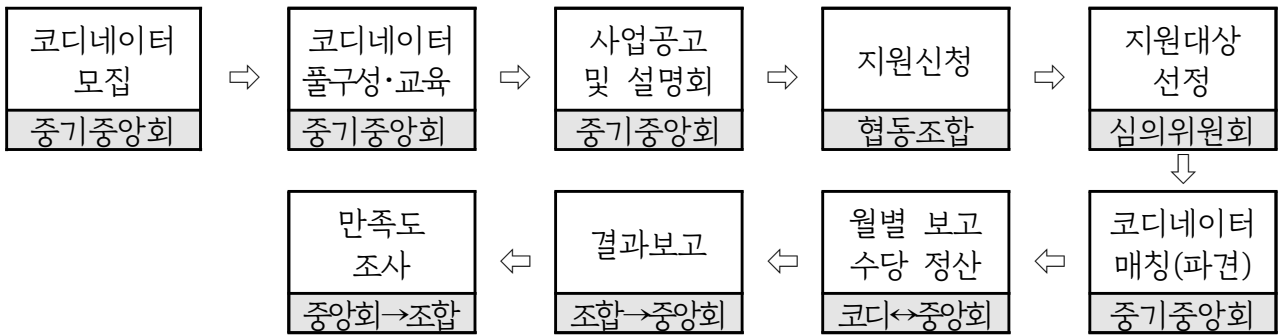 코디네이터
모집
중기중앙회
⇨
코디네이터
풀구성·교육
중기중앙회
⇨
사업공고
및 설명회
중기중앙회
⇨
지원신청
협동조합
⇨
지원대상
선정
심의위원회
⇩
코디네이터
매칭(파견)
중기중앙회
⇦
월별 보고
수당 정산
코디↔중앙회
⇦
결과보고
조합→중앙회
⇦
만족도
조사
중앙회→조합